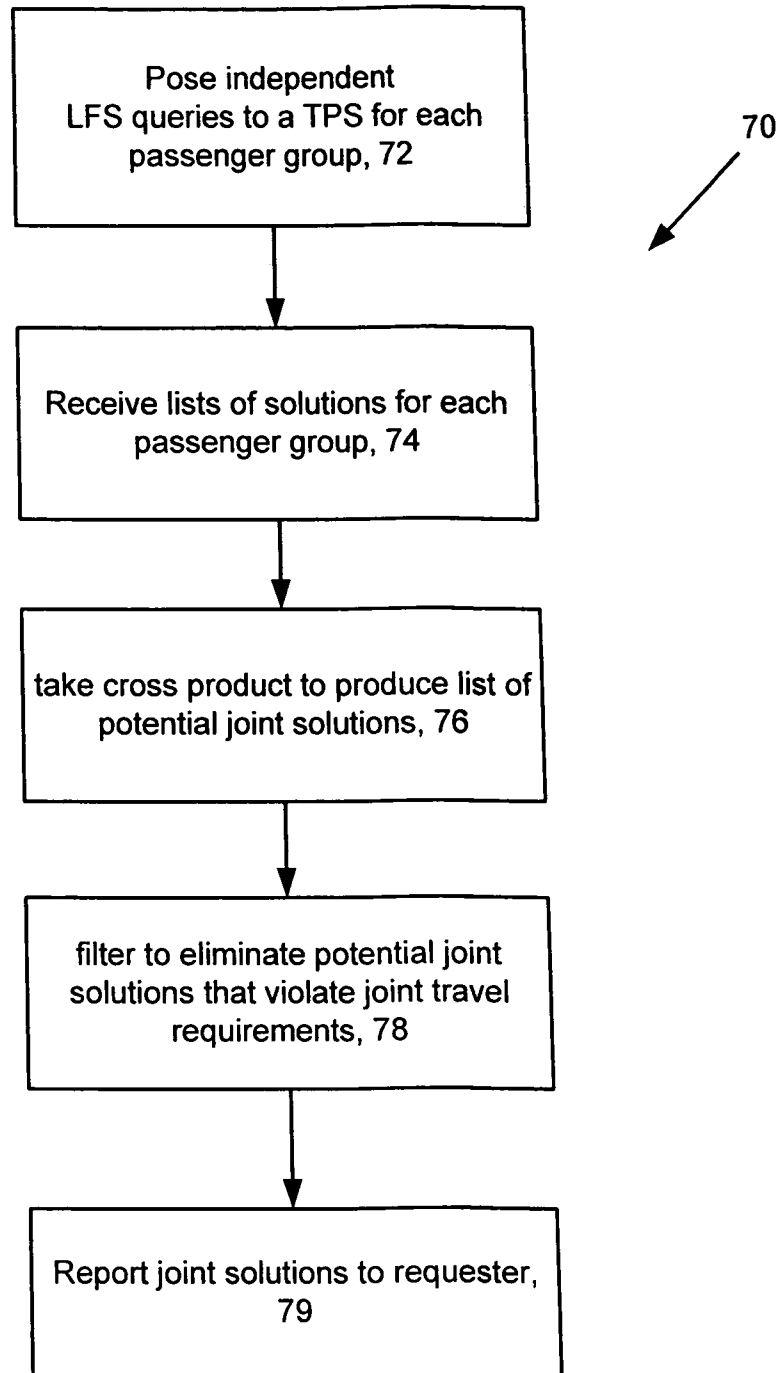 Pose independent
LFS queries to a TPS for each
passenger group, 72
70
Receive lists of solutions for each
passenger group, 74
take cross product to produce list of
potential joint solutions, 76
filter to eliminate potential joint
solutions that violate joint travel
requirements, 78
Report joint solutions to requester,
79